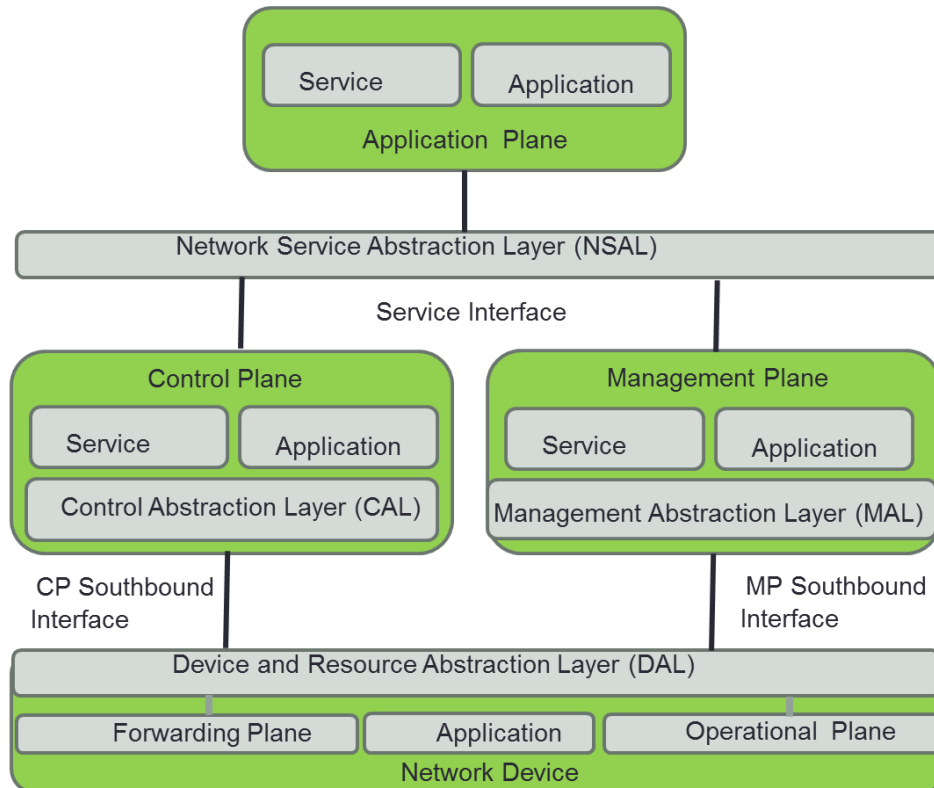 Service
Application
Application Plane
Network Service Abstraction Layer (NSAL)
Service Interface
Control Plane
Service
Application
Control Abstraction Layer (CAL)
Management Plane
Service
Application
Management Abstraction Layer (MAL)
CP Southbound
Interface
MP Southbound
Interface
Device and Resource Abstraction Layer (DAL)
Forwarding Plane
Application
Operational Plane
Network Device